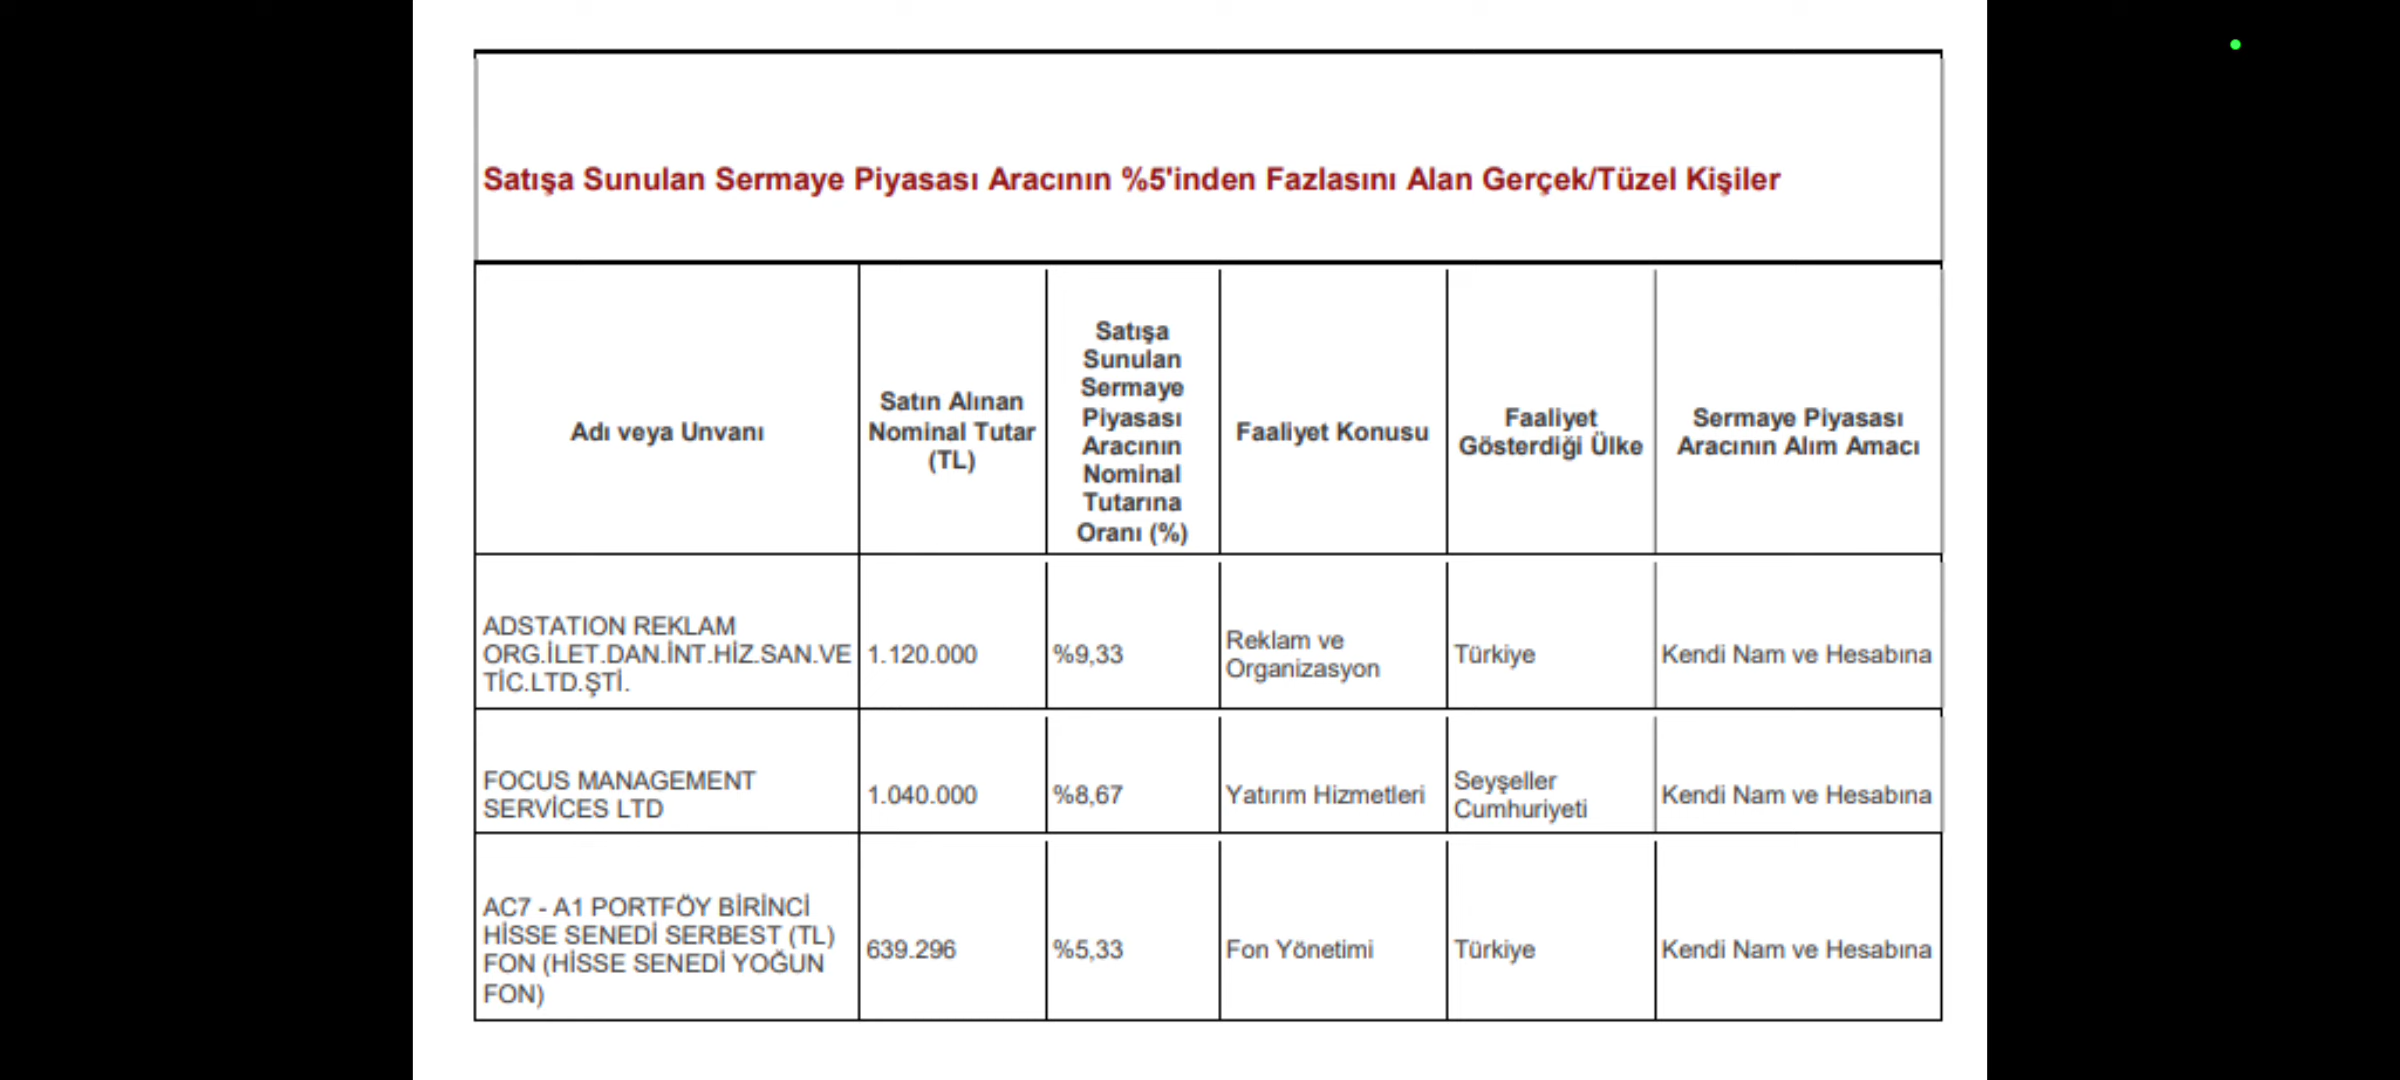 Satışa Sunulan Sermaye Piyasası Aracının %5'inden Fazlasını Alan Gerçek/Tüzel Kişiler
Adı veya Unvanı
Satın Alınan
Nominal Tutar
(TL)
Satışa
Sunulan
Sermaye
Piyasası
Aracının
Nominal
Tutarına
Oranı (%)
Faaliyet Konusu
Faaliyet
Gösterdiği Ülke
Sermaye Piyasası
Aracının Alım Amacı
ADSTATION REKLAM
ORG.İLET.DAN.İNT.HİZ.SAN.VE
TİC.LTD.ŞTİ.
1.120.000
%9,33
Reklam ve
Organizasyon
Türkiye
Kendi Nam ve Hesabına
FOCUS MANAGEMENT
SERVİCES LTD
1.040.000
%8,67
Yatırım Hizmetleri
Seyşeller
Cumhuriyeti
Kendi Nam ve Hesabına
AC7 - A1 PORTFÖY BİRİNCİ
HİSSE SENEDİ SERBEST (TL)
FON (HİSSE SENEDİ YOĞUN
FON)
639.296
%5,33
Fon Yönetimi
Türkiye
Kendi Nam ve Hesabına